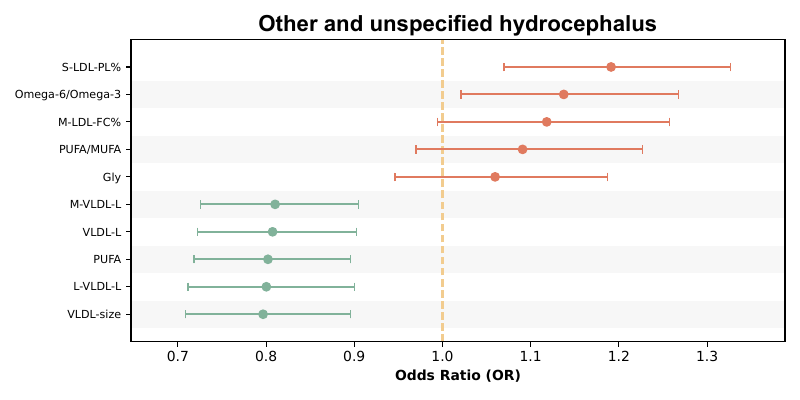 Other and unspecified hydrocephalus
S-LDL-PL%
Omega-6/Omega-3
M-LDL-FC%
PUFA/MUFA
Gly
M-VLDL-L
VLDL-L
PUFA
L-VLDL-L
VLDL-size
0.7 0.8 0.9 1.0 1.1 1.2 1.3
Odds Ratio (OR)